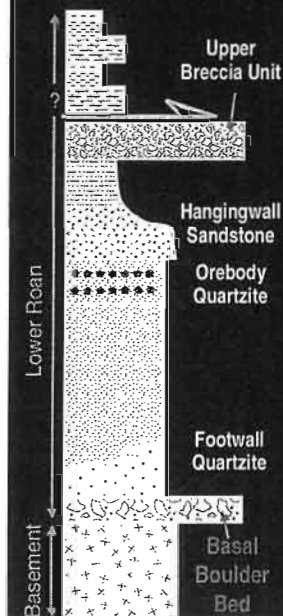 Upper
Breccia Unit
?
Hangingwall
Sandstone
Orebody
Quartzite
Lower Roan
Footwall
Quartzite
Basal
Boulder
Bed
Basement